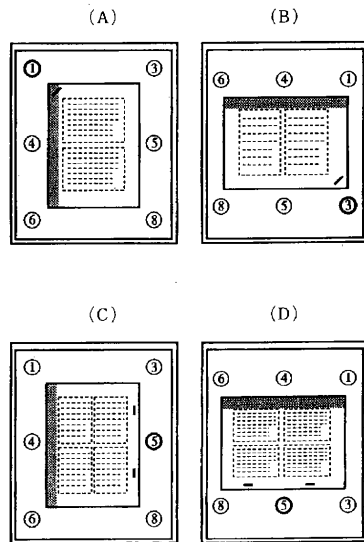 (A) (B)
① ③ ⑥ ④ ①
④ ⑤
⑥ ⑧ ⑧ ⑤ ③
(C) (D)
① ③ ⑥ ④ ①
④ ⑤
⑥ ⑧ ⑧ ⑤ ③